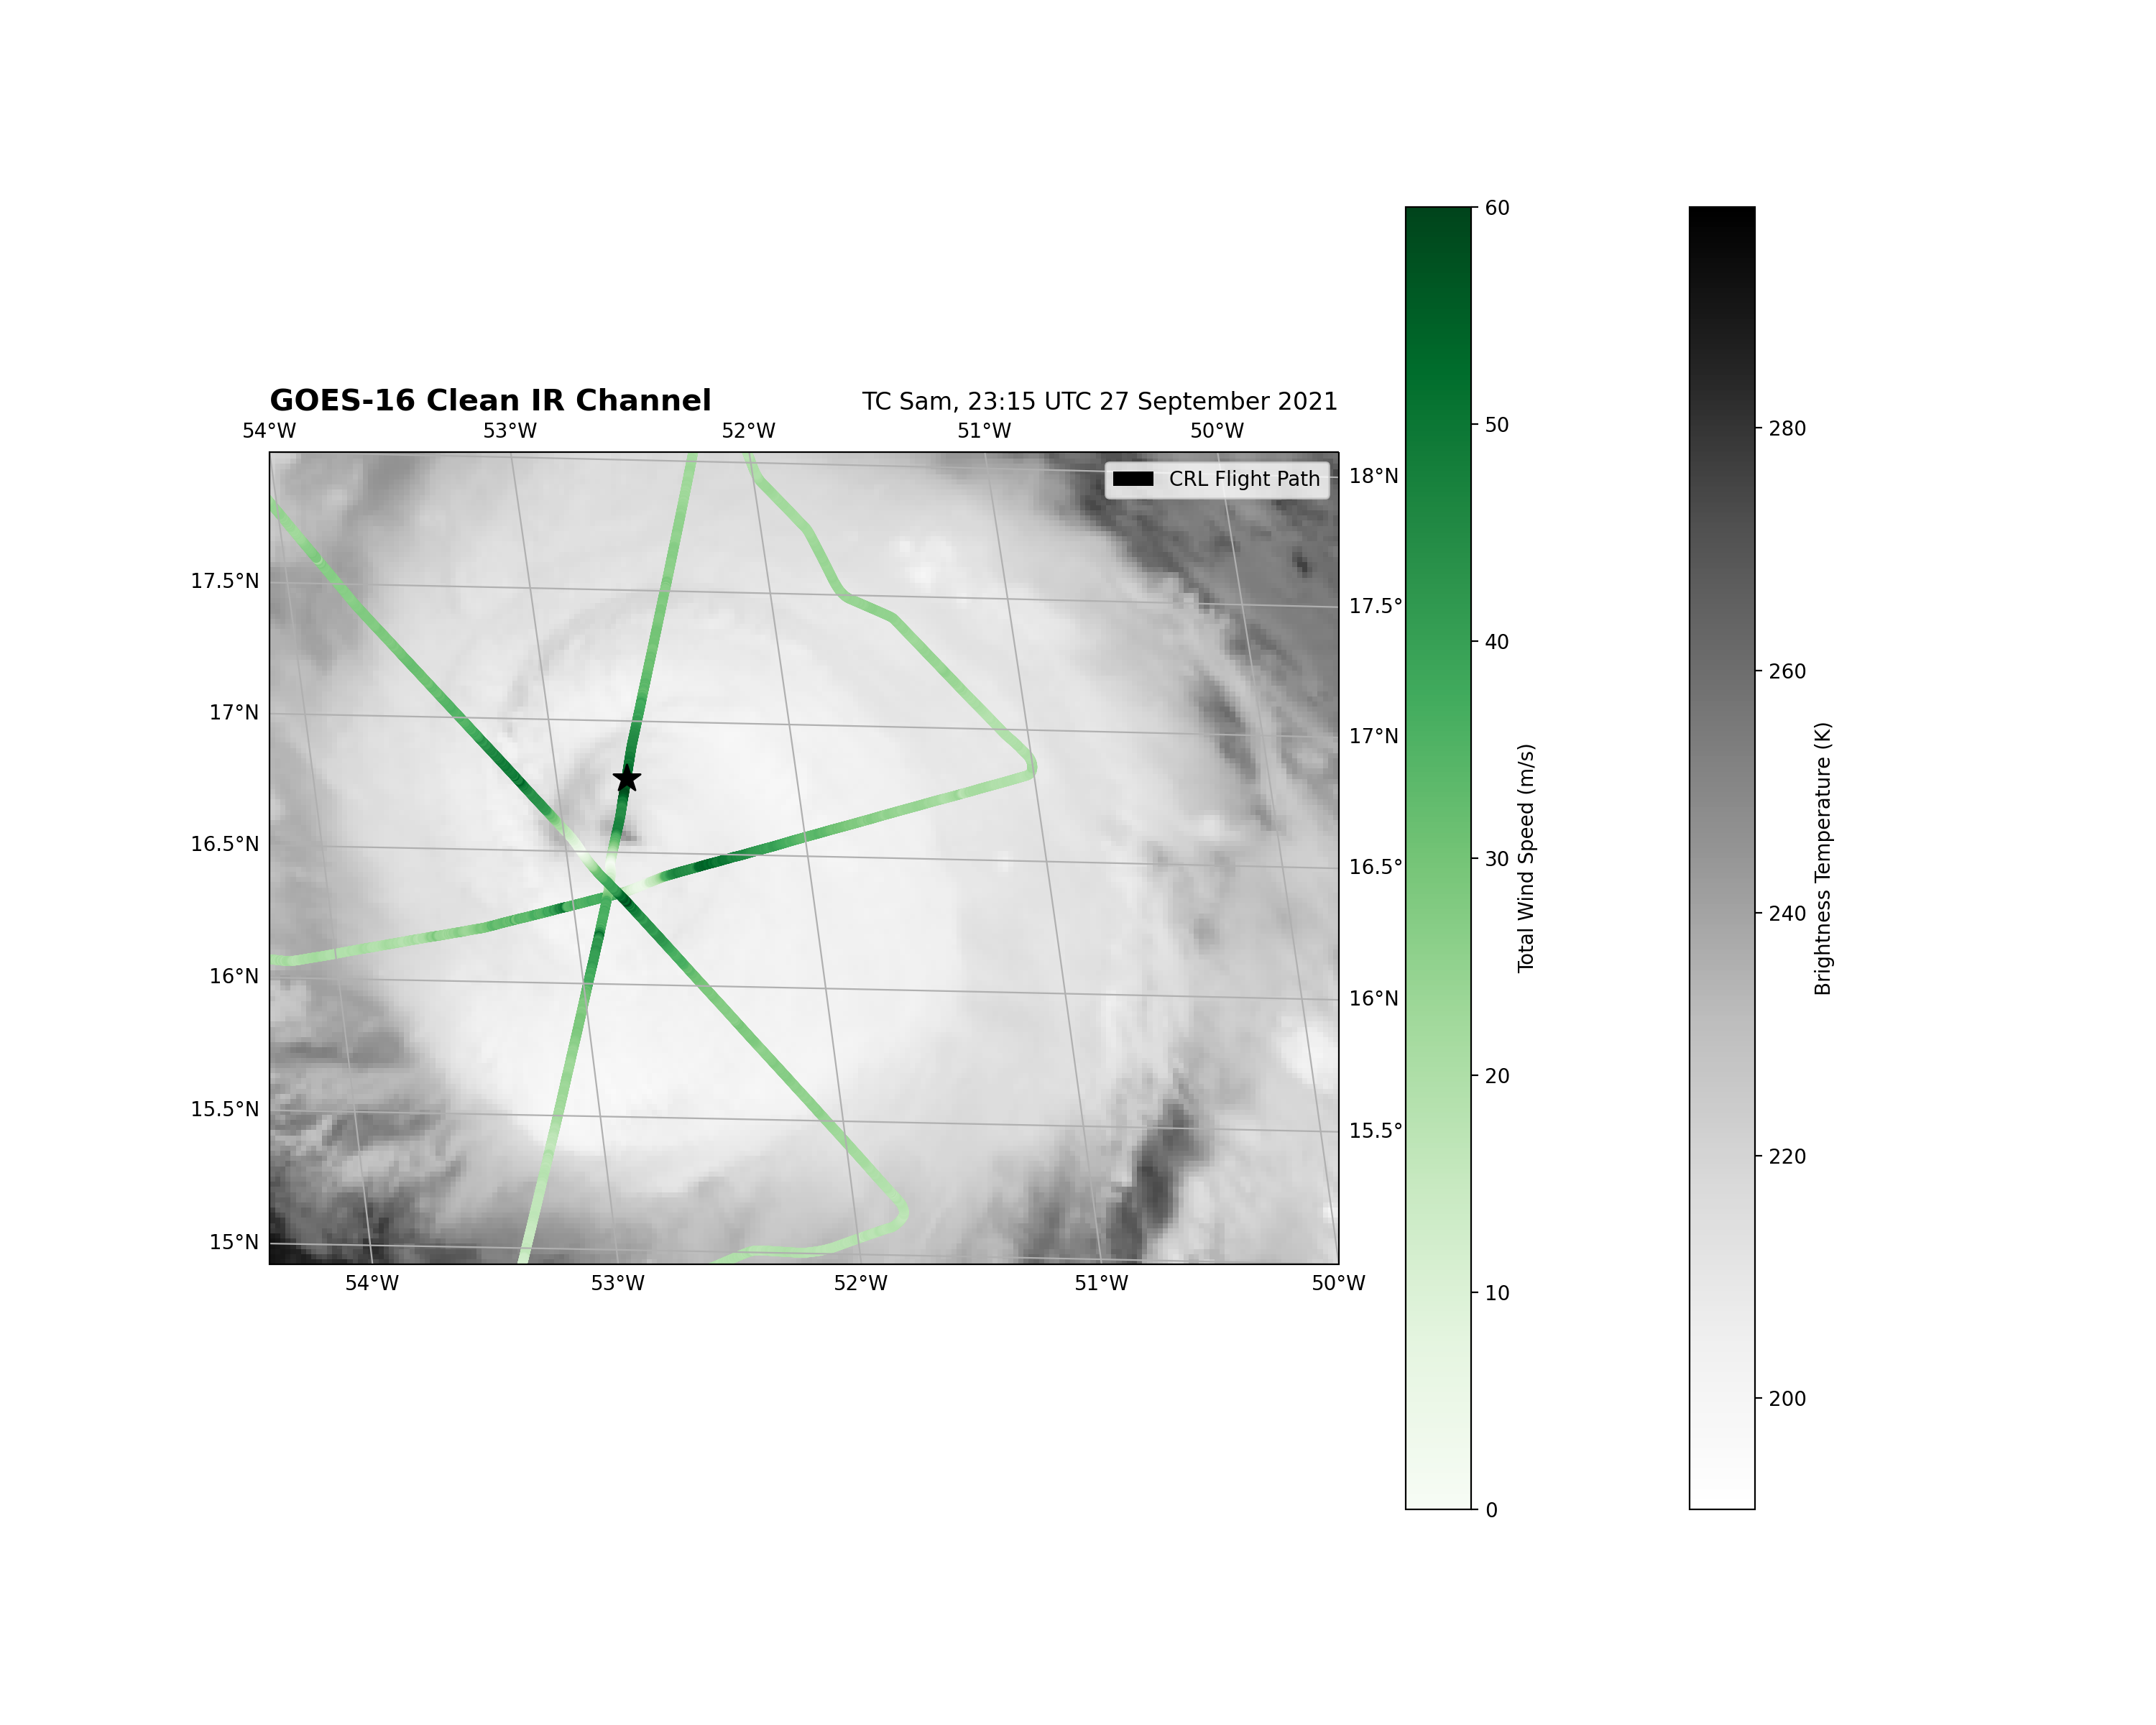 GOES-16 Clean IR Channel
TC Sam, 23:15 UTC 27 September 2021
54°W 53°W 52°W 51°W 50°W
CRL Flight Path
18°N
17.5°N
17.5°
17°N
17°N
16.5°N
16.5°
16°N
16°N
15.5°N
15.5°
15°N
54°W 53°W 52°W 51°W 50°W
60
50
40
30
20
10
0
Total Wind Speed (m/s)
280
260
240
220
200
Brightness Temperature (K)